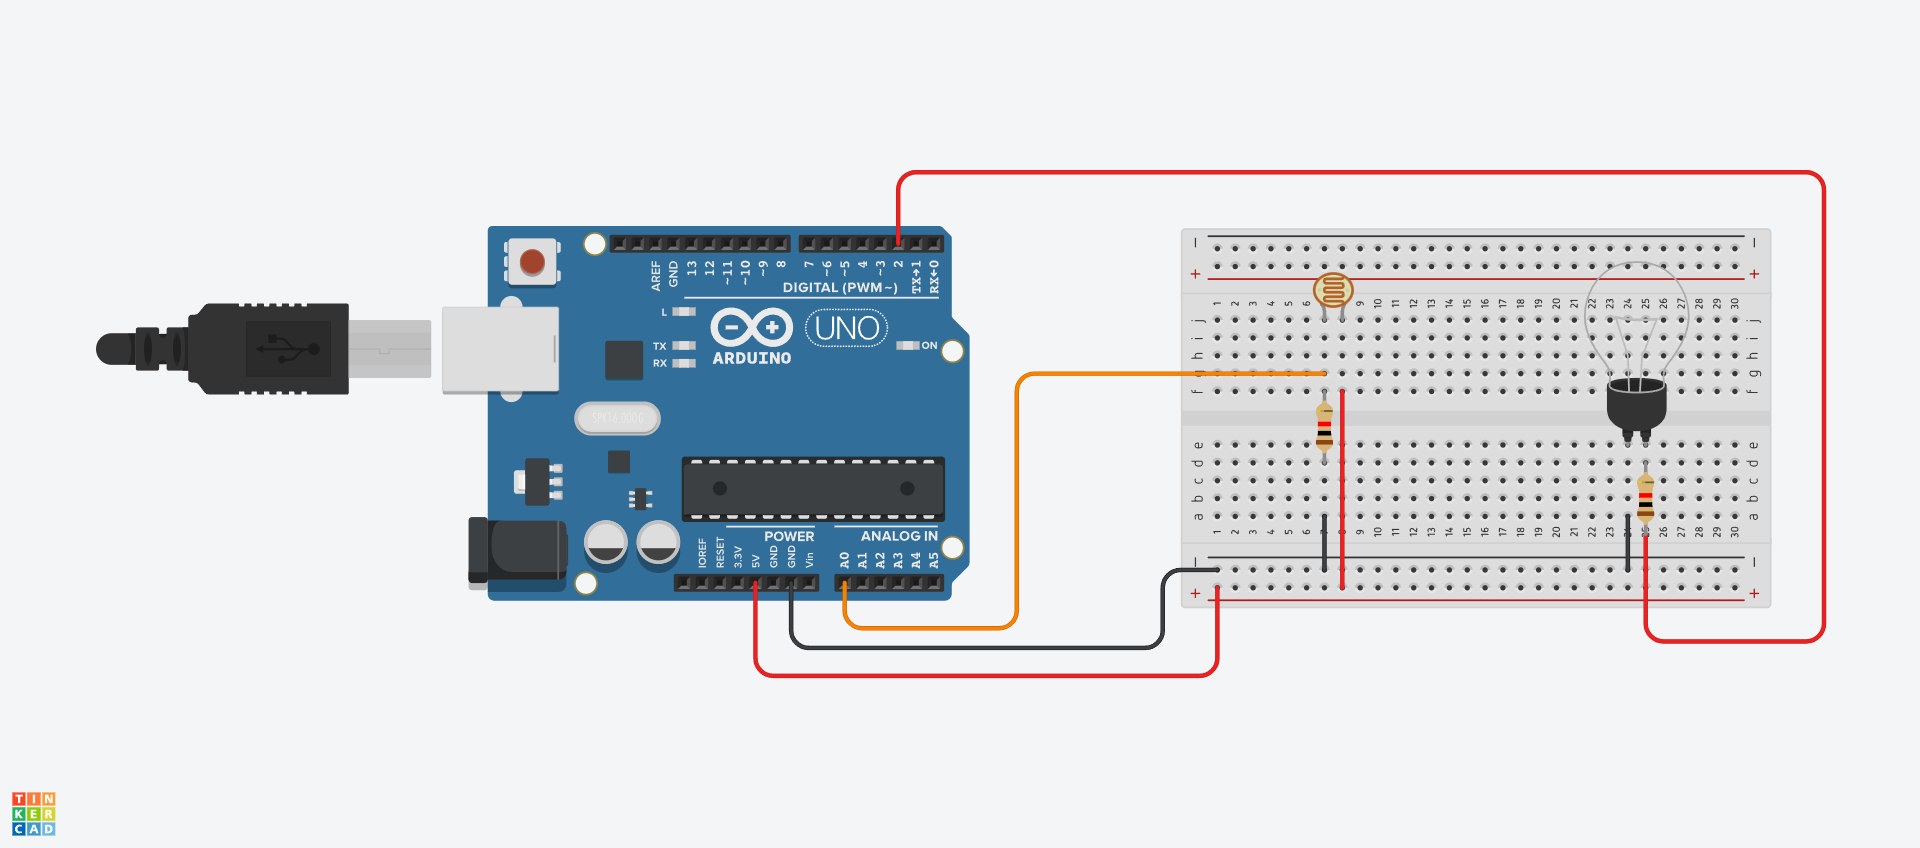 AREF GND 13 12 ~11 ~10 ~9 8 7 ~6 ~5 4 ~3 2 TX→1 RX←0
DIGITAL (PWM~)
L
TX
RX
UNO
ON
ARDUINO
SPK16.000G
POWER
ANALOG IN
IOREF RESET 3.3V 5V GND GND Vin A0 A1 A2 A3 A4 A5
− −
+ +
1 2 3 4 5 6 9 10 11 12 13 14 15 16 17 18 19 20 21 22 23 24 25 26 27 28 29 30
j j
i i
h h
g g
f f
e e
d d
c c
b b
a a
1 2 3 4 5 6 7 8 9 10 11 12 13 14 15 16 17 18 19 20 21 22 23 24 25 26 27 28 29 30
− −
+ +
TIN
KER
CAD